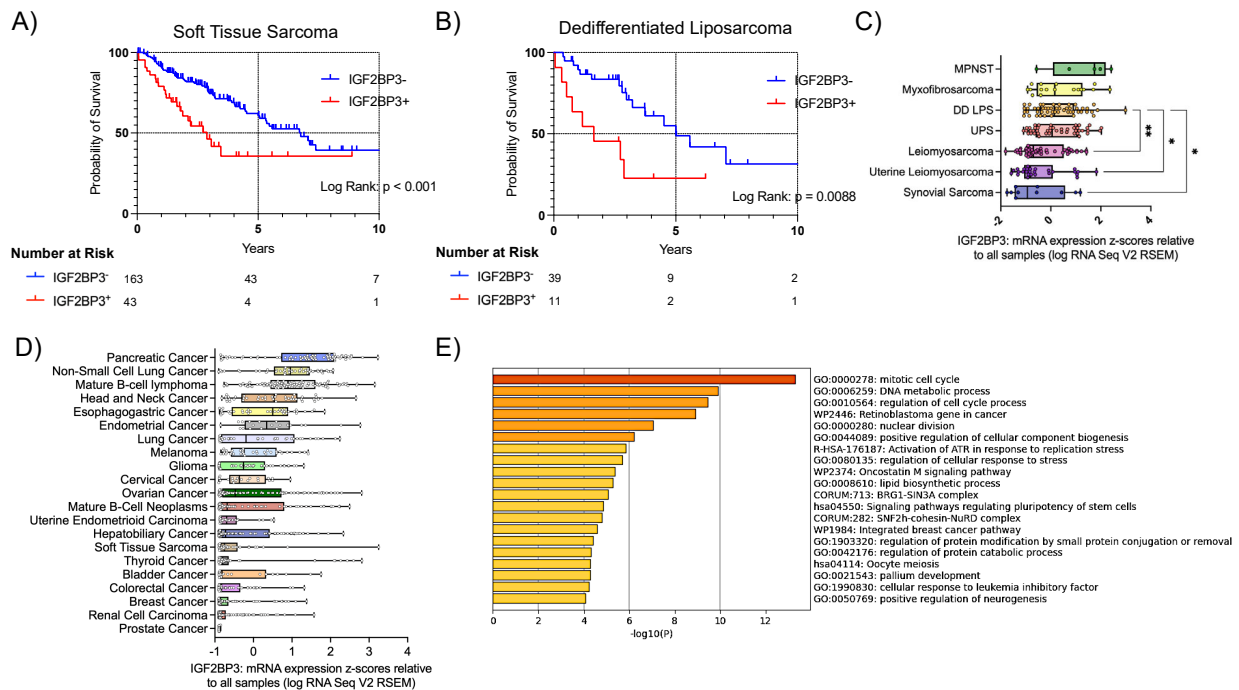 A)
Soft Tissue Sarcoma
100
50
0
0
5
10
Probability of Survival
Years
IGF2BP3-
IGF2BP3+
Log Rank: p < 0.001
Number at Risk
IGF2BP3- 163 43 7
IGF2BP3+ 43 4 1
B)
Dedifferentiated Liposarcoma
100
50
0
0
5
10
Probability of Survival
Years
IGF2BP3-
IGF2BP3+
Log Rank: p = 0.0088
Number at Risk
IGF2BP3- 39 9 2
IGF2BP3+ 11 2 1
C)
MPNST
Myxofibrosarcoma
DD LPS
UPS
Leiomyosarcoma
Uterine Leiomyosarcoma
Synovial Sarcoma
**
*
*
-2 0 2 4
IGF2BP3: mRNA expression z-scores relative
to all samples (log RNA Seq V2 RSEM)
D)
Pancreatic Cancer
Non-Small Cell Lung Cancer
Mature B-cell lymphoma
Head and Neck Cancer
Esophagogastric Cancer
Endometrial Cancer
Lung Cancer
Melanoma
Glioma
Cervical Cancer
Ovarian Cancer
Mature B-Cell Neoplasms
Uterine Endometrioid Carcinoma
Hepatobiliary Cancer
Soft Tissue Sarcoma
Thyroid Cancer
Bladder Cancer
Colorectal Cancer
Breast Cancer
Renal Cell Carcinoma
Prostate Cancer
-1 0 1 2 3 4
IGF2BP3: mRNA expression z-scores relative
to all samples (log RNA Seq V2 RSEM)
E)
GO:0000278: mitotic cell cycle
GO:0006259: DNA metabolic process
GO:0010564: regulation of cell cycle process
WP2446: Retinoblastoma gene in cancer
GO:0000280: nuclear division
GO:0044089: positive regulation of cellular component biogenesis
R-HSA-176187: Activation of ATR in response to replication stress
GO:0080135: regulation of cellular response to stress
WP2374: Oncostatin M signaling pathway
GO:0008610: lipid biosynthetic process
CORUM:713: BRG1-SIN3A complex
hsa04550: Signaling pathways regulating pluripotency of stem cells
CORUM:282: SNF2h-cohesin-NuRD complex
WP1984: Integrated breast cancer pathway
GO:1903320: regulation of protein modification by small protein conjugation or removal
GO:0042176: regulation of protein catabolic process
hsa04114: Oocyte meiosis
GO:0021543: pallium development
GO:1990830: cellular response to leukemia inhibitory factor
GO:0050769: positive regulation of neurogenesis
0 2 4 6 8 10 12
-log10(P)